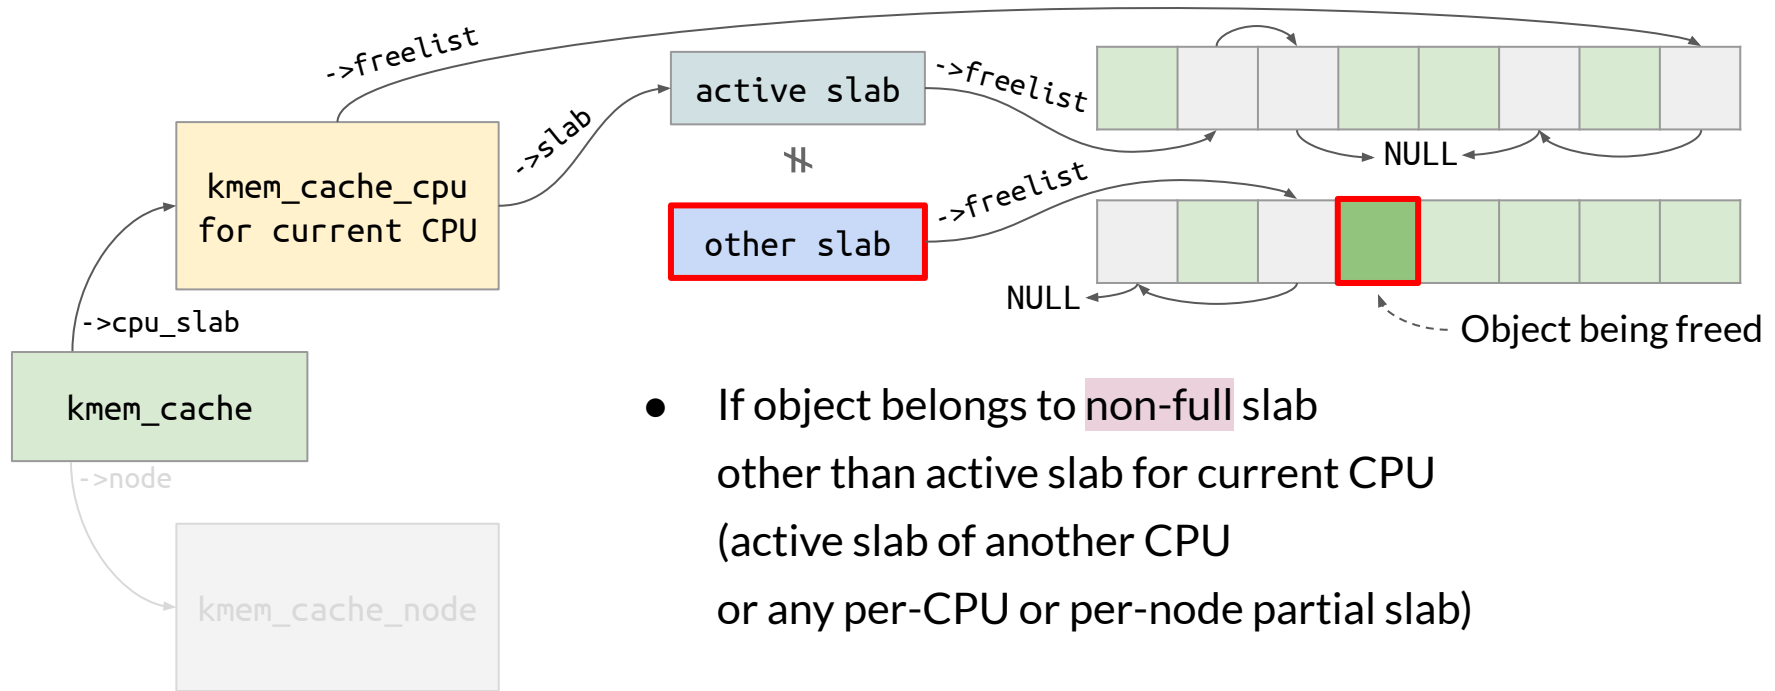 ->freelist
->slab
active slab
->freelist
NULL
kmem_cache_cpu
for current CPU
other slab
->freelist
NULL
Object being freed
->cpu_slab
kmem_cache
->node
kmem_cache_node
● If object belongs to non-full slab
other than active slab for current CPU
(active slab of another CPU
or any per-CPU or per-node partial slab)